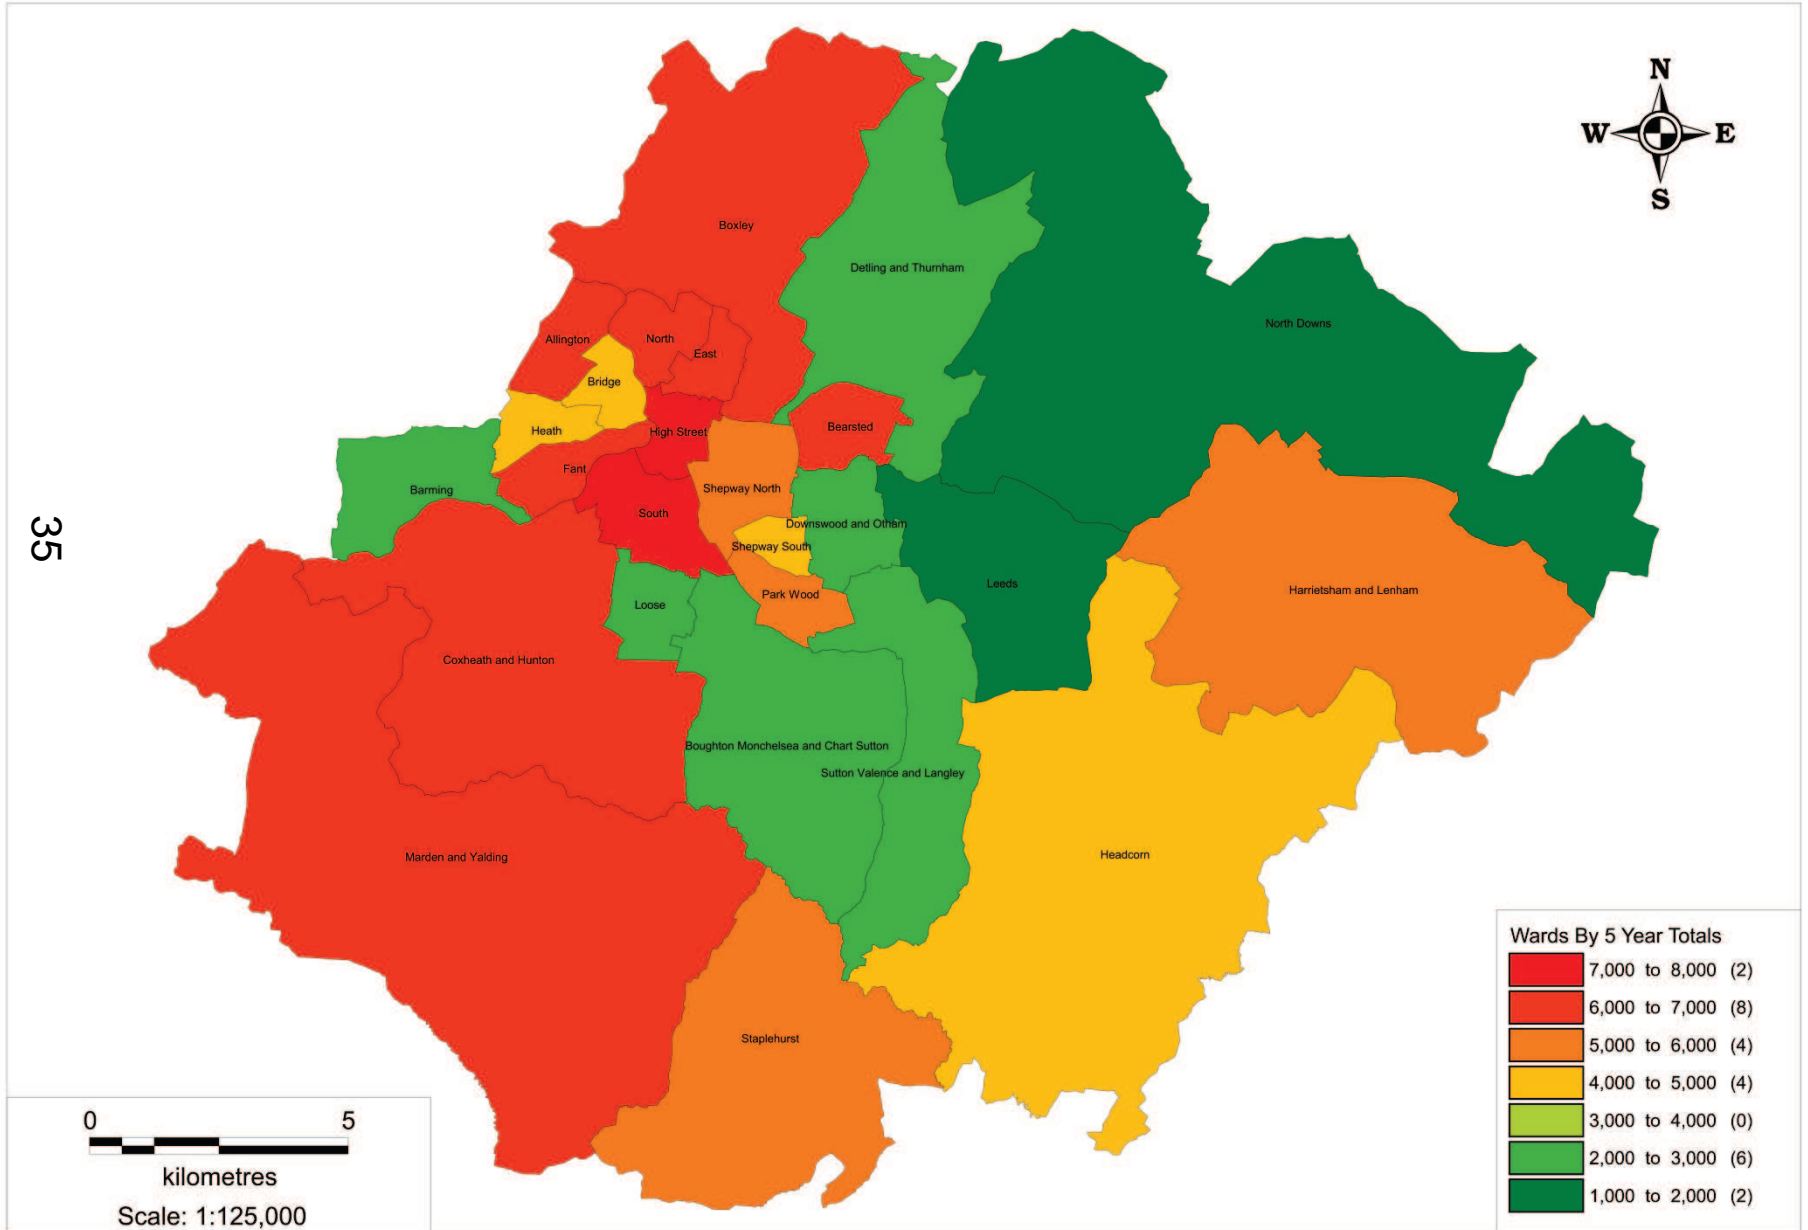 N
W E
S
Boxley
Detling and Thurnham
North Downs
Allington
North
East
Bridge
Heath
High Street
Bearsted
Fant
Barming
Shepway North
South
Downswood and Otham
Shepway South
Leeds
Harrietsham and Lenham
Park Wood
Loose
Coxheath and Hunton
Boughton Monchelsea and Chart Sutton
Sutton Valence and Langley
Marden and Yalding
Headcorn
Staplehurst
35
0 5
kilometres
Scale: 1:125,000
Wards By 5 Year Totals
7,000 to 8,000 (2)
6,000 to 7,000 (8)
5,000 to 6,000 (4)
4,000 to 5,000 (4)
3,000 to 4,000 (0)
2,000 to 3,000 (6)
1,000 to 2,000 (2)